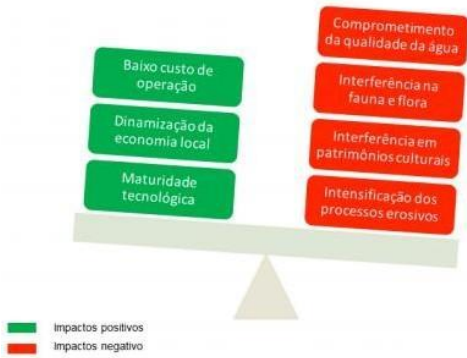 Baixo custo de
operação
Dinamização da
economia local
Maturidade
tecnológica
Comprometimento
da qualidade da água
Interferência na
fauna e flora
Interferência em
patrimônios culturais
Intensificação dos
processos erosivos
Impactos positivos
Impactos negativo